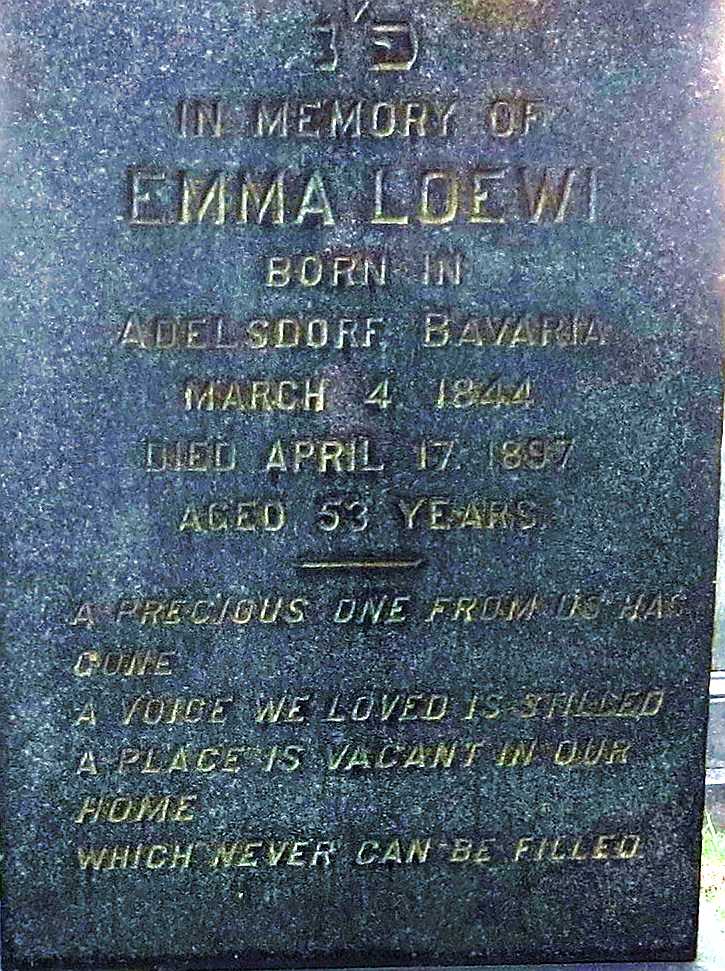 פ״נ
IN MEMORY OF
EMMA LOEWI
BORN IN
ADELSDORF BAVARIA
MARCH 4, 1844
DIED APRIL 17, 1897
AGED 53 YEARS
A PRECIOUS ONE FROM US HAS
GONE
A VOICE WE LOVED IS STILLED
A PLACE IS VACANT IN OUR
HOME
WHICH NEVER CAN BE FILLED